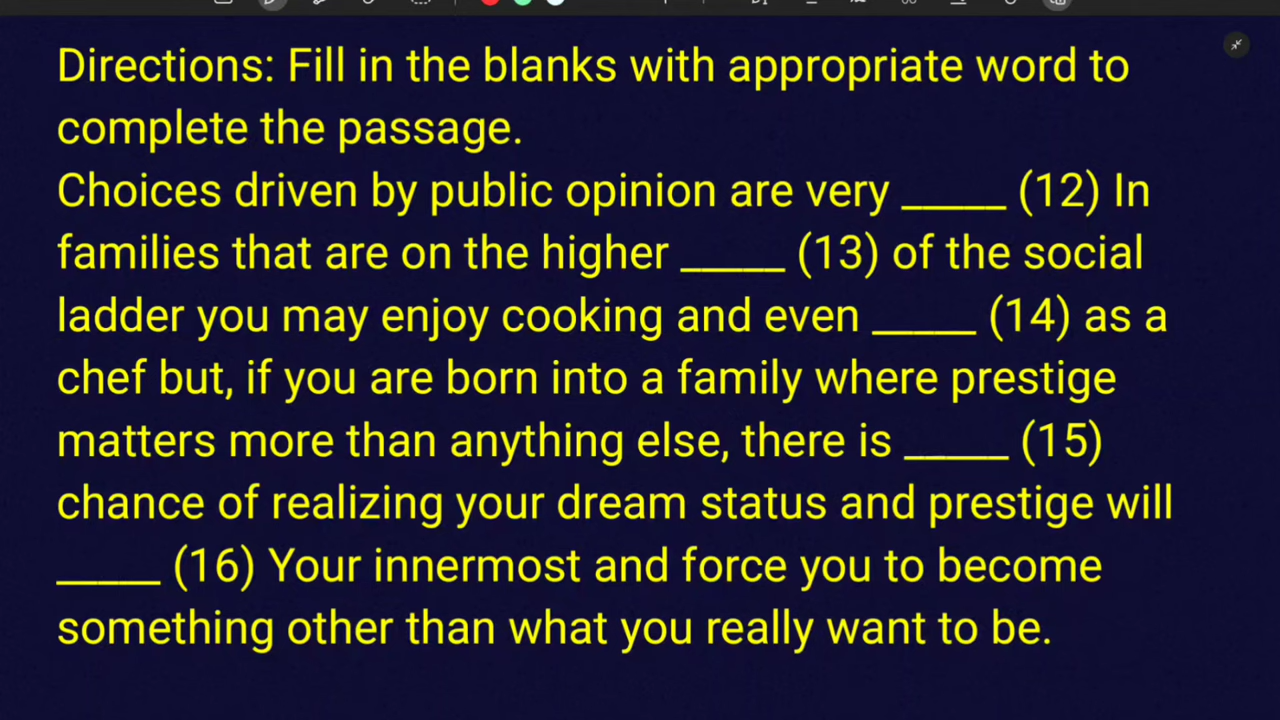 Directions: Fill in the blanks with appropriate word to
complete the passage.
Choices driven by public opinion are very _____ (12) In
families that are on the higher _____ (13) of the social
ladder you may enjoy cooking and even _____ (14) as a
chef but, if you are born into a family where prestige
matters more than anything else, there is _____ (15)
chance of realizing your dream status and prestige will
_____ (16) Your innermost and force you to become
something other than what you really want to be.